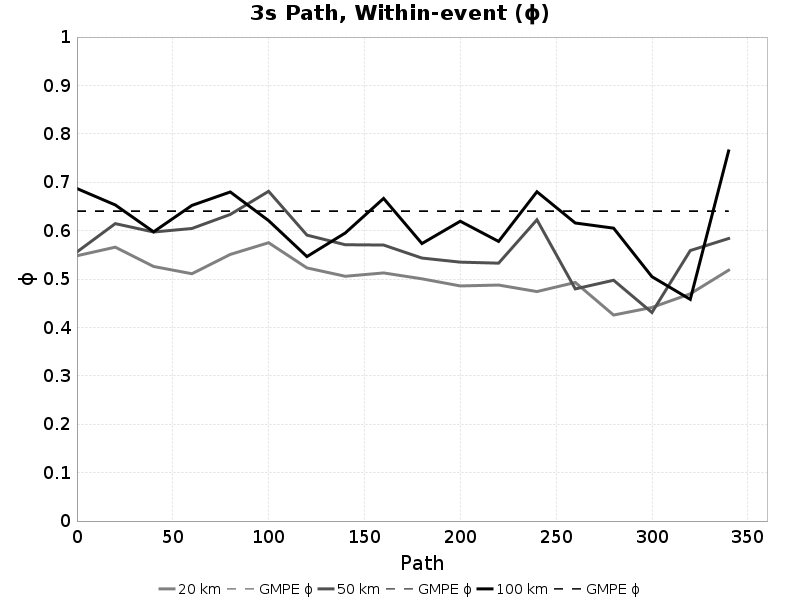 3s Path, Within-event (ϕ)
1
0.9
0.8
0.7
0.6
0.5
0.4
0.3
0.2
0.1
0
ϕ
0 50 100 150 200 250 300 350
Path
20 km GMPE ϕ 50 km GMPE ϕ 100 km GMPE ϕ